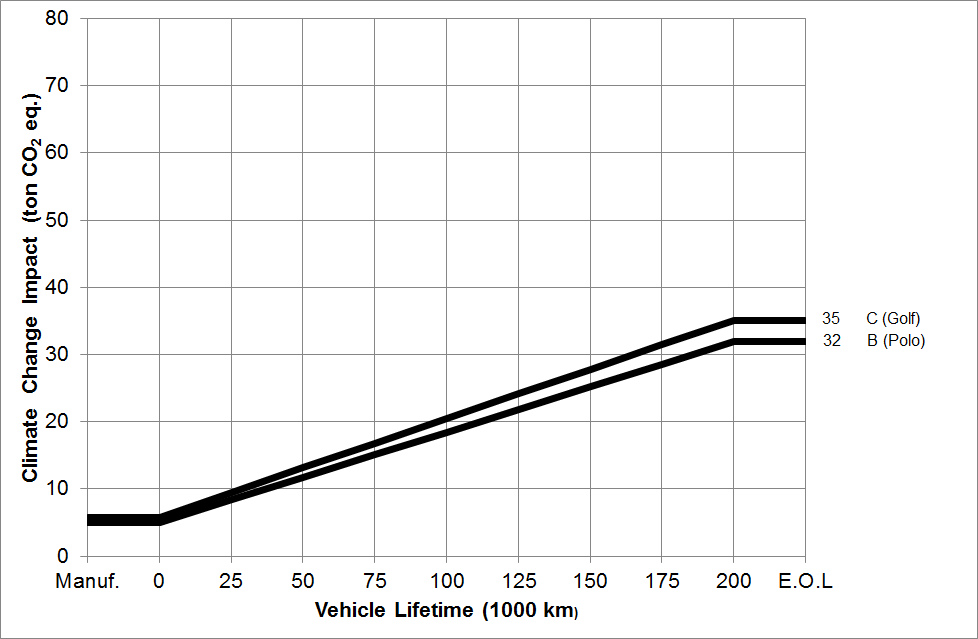 80
70
60
50
40
30
20
10
0
Climate Change Impact (ton CO₂ eq.)
35 C (Golf)
32 B (Polo)
Manuf. 0 25 50 75 100 125 150 175 200 E.O.L
Vehicle Lifetime (1000 km)